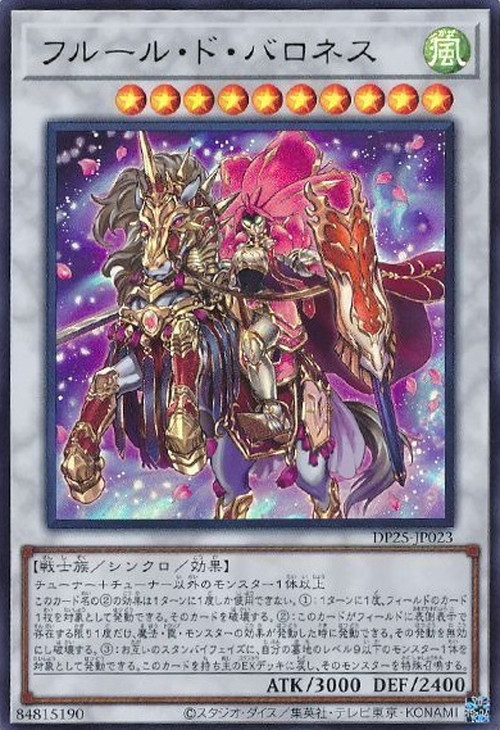 フルール・ド・バロネス
風
DP25-JP023
【戦士族/シンクロ/効果】
チューナー+チューナー以外のモンスター1体以上
このカード名の②の効果は1ターンに1度しか使用できない。①:1ターンに1度、フィールドのカード
1枚を対象として発動できる。そのカードを破壊する。②:このカードがフィールドに表側表示で
存在する限り1度だけ、魔法・罠・モンスターの効果が発動した時に発動できる。その発動を無効
にし破壊する。③:お互いのスタンバイフェイズに、自分の墓地のレベル9以下のモンスター1体を
対象として発動できる。このカードを持ち主のEXデッキに戻し、そのモンスターを特殊召喚する。
ATK/3000 DEF/2400
84815190 ©スタジオ・ダイス/集英社・テレビ東京・KONAMI